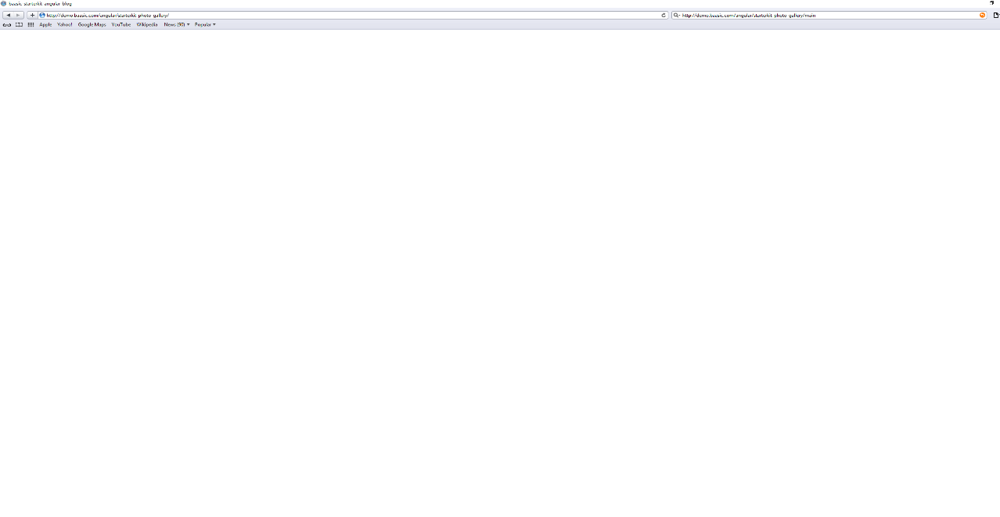 baasic-starterkit-angular-blog
http://demo.baasic.com/angular/starterkit-photo-gallery/ http://demo.baasic.com/angular/starterkit-photo-gallery/main
Apple Yahoo! Google Maps YouTube Wikipedia News (90) Popular